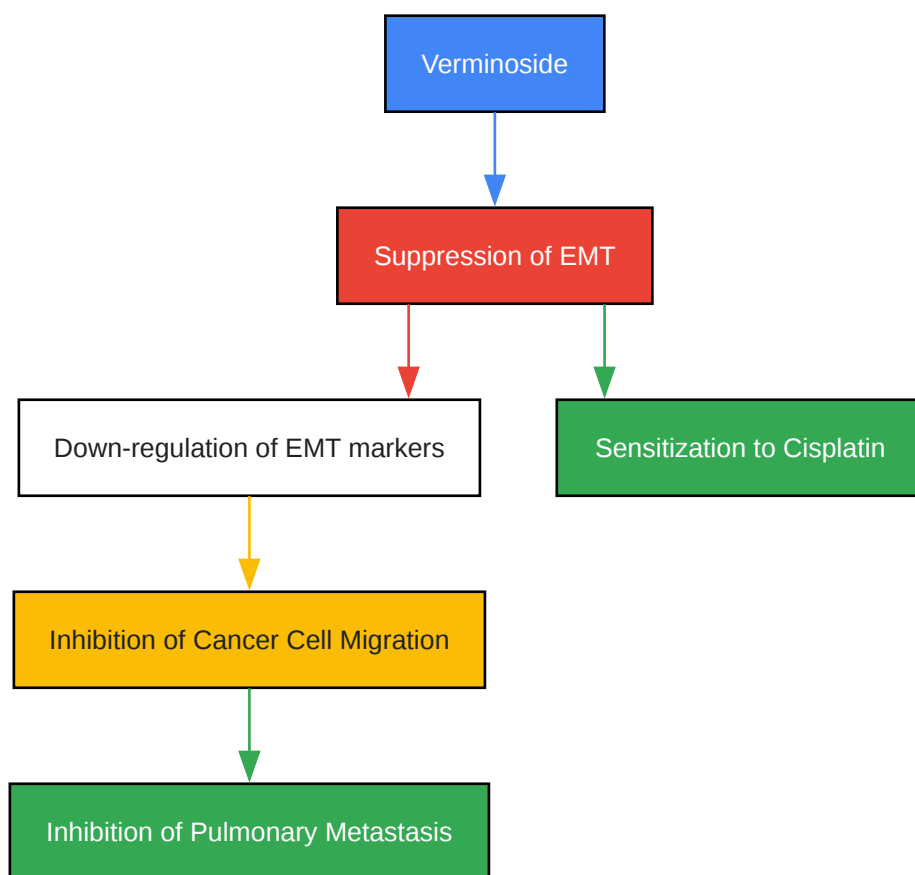 Verminoside
Suppression of EMT
Down-regulation of EMT markers
Sensitization to Cisplatin
Inhibition of Cancer Cell Migration
Inhibition of Pulmonary Metastasis